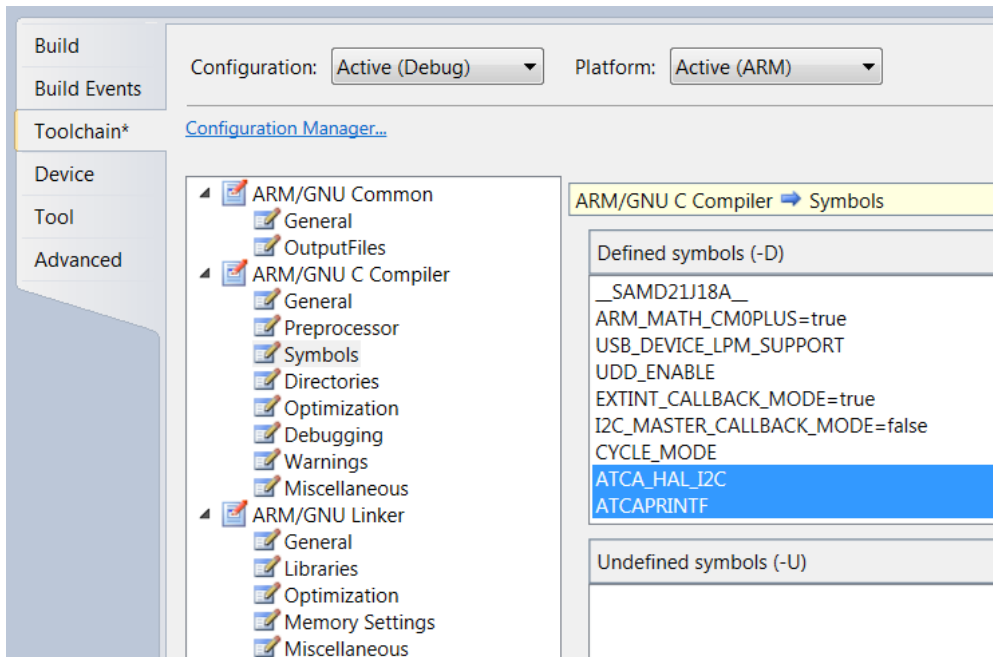 Build
Build Events
Toolchain*
Device
Tool
Advanced
Configuration: Active (Debug) Platform: Active (ARM)
Configuration Manager...
ARM/GNU Common
General
OutputFiles
ARM/GNU C Compiler
General
Preprocessor
Symbols
Directories
Optimization
Debugging
Warnings
Miscellaneous
ARM/GNU Linker
General
Libraries
Optimization
Memory Settings
Miscellaneous
ARM/GNU C Compiler Symbols
Defined symbols (-D)
__SAMD21J18A__
ARM_MATH_CM0PLUS=true
USB_DEVICE_LPM_SUPPORT
UDD_ENABLE
EXTINT_CALLBACK_MODE=true
I2C_MASTER_CALLBACK_MODE=false
CYCLE_MODE
ATCA_HAL_I2C
ATCAPRINTF
Undefined symbols (-U)